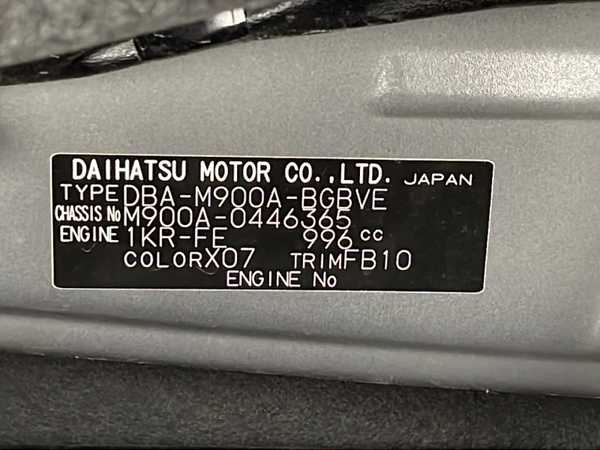 DAIHATSU MOTOR CO.,LTD. JAPAN
TYPE DBA-M900A-BGBVE
CHASSIS No M900A-0446365
ENGINE 1KR-FE 996 cc
COLOR X07 TRIM FB10
ENGINE No